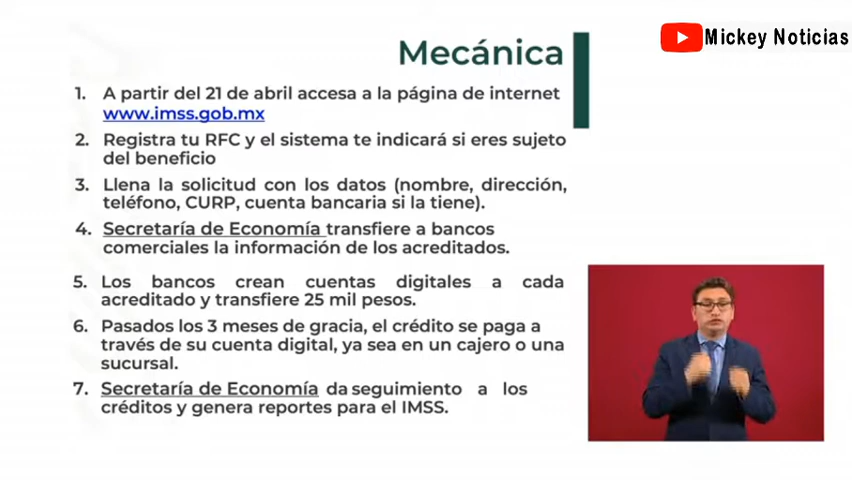 Mickey Noticias
Mecánica
1. A partir del 21 de abril accesa a la página de internet
www.imss.gob.mx
2. Registra tu RFC y el sistema te indicará si eres sujeto
del beneficio
3. Llena la solicitud con los datos (nombre, dirección,
teléfono, CURP, cuenta bancaria si la tiene).
4. Secretaría de Economía transfiere a bancos
comerciales la información de los acreditados.
5. Los bancos crean cuentas digitales a cada
acreditado y transfiere 25 mil pesos.
6. Pasados los 3 meses de gracia, el crédito se paga a
través de su cuenta digital, ya sea en un cajero o una
sucursal.
7. Secretaría de Economía da seguimiento a los
créditos y genera reportes para el IMSS.